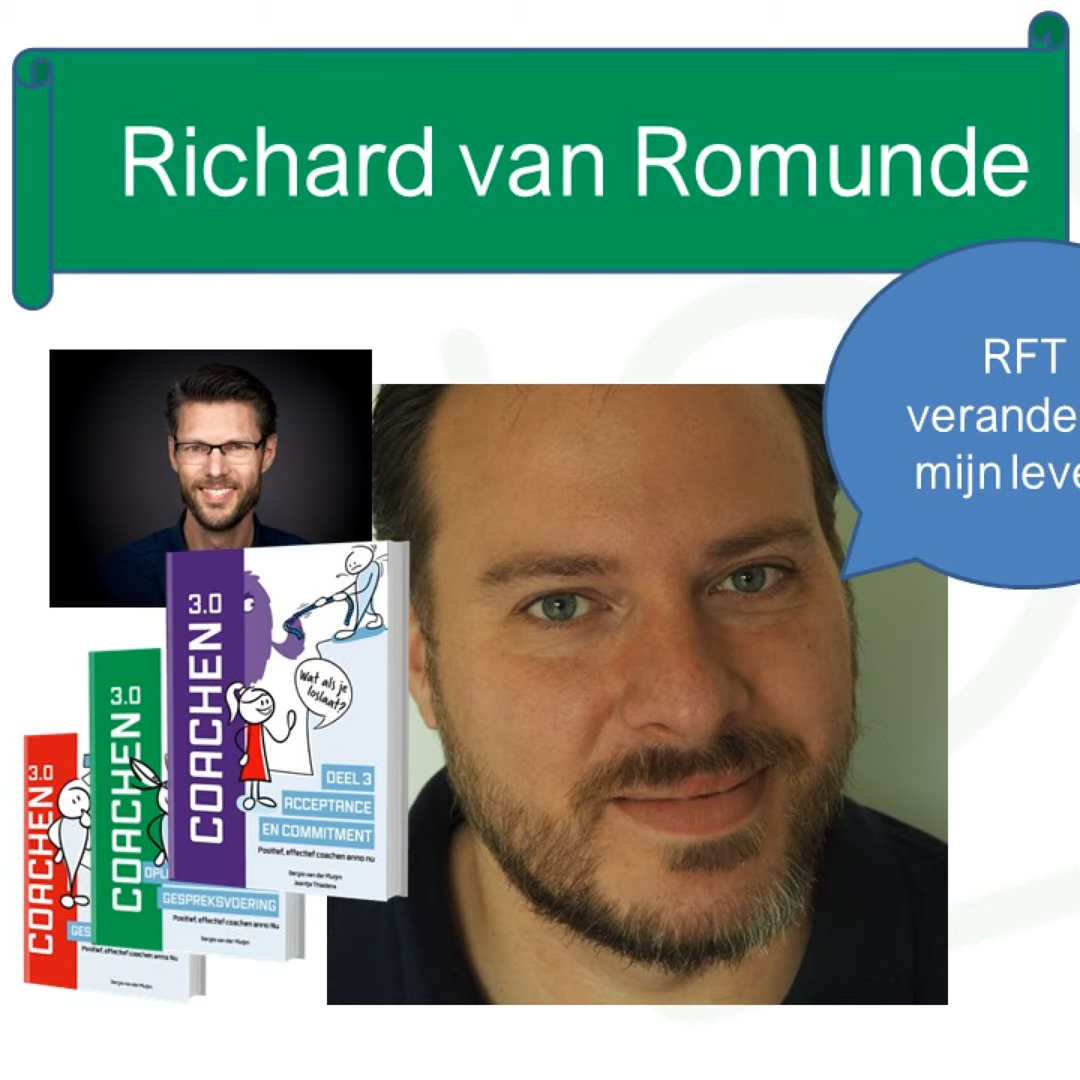 Richard van Romunde
RFT
verande
mijn leve
3.0
COACHEN
Wat als je
loslaat?
DEEL 3
ACCEPTANCE
EN COMMITMENT
Positief, effectief coachen anno nu
Sergio van der Pluijm
3.0
COACHEN
OPL
GESPREKSVOERING
Positief, effectief coachen anno Nu
Sergio van der Pluijm
3.0
COACHEN
GES
Positief, effectief coachen anno Nu
Sergio van der Pluijm